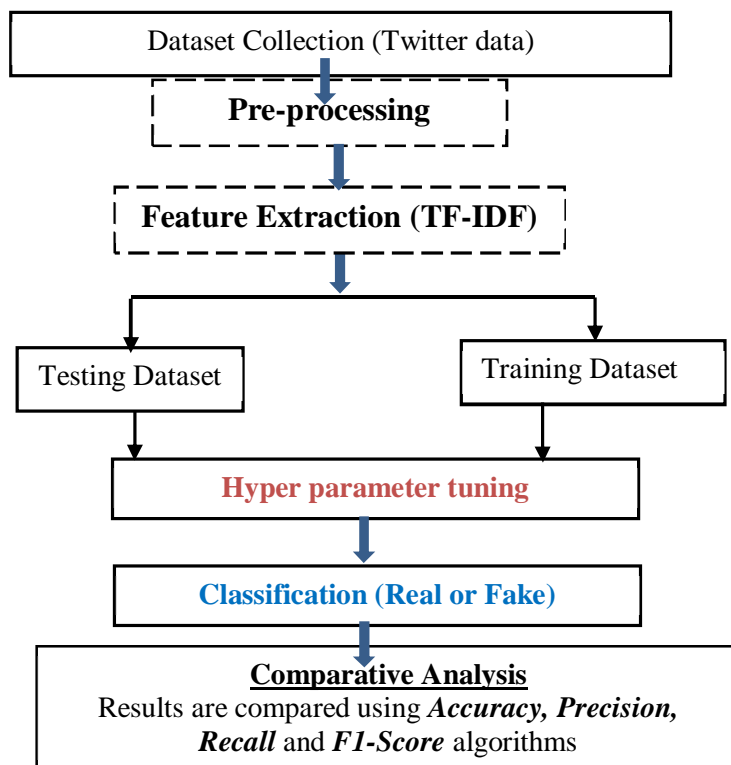 Dataset Collection (Twitter data)
Pre-processing
Feature Extraction (TF-IDF)
Testing Dataset
Training Dataset
Hyper parameter tuning
Classification (Real or Fake)
Comparative Analysis
Results are compared using Accuracy, Precision,
Recall and F1-Score algorithms